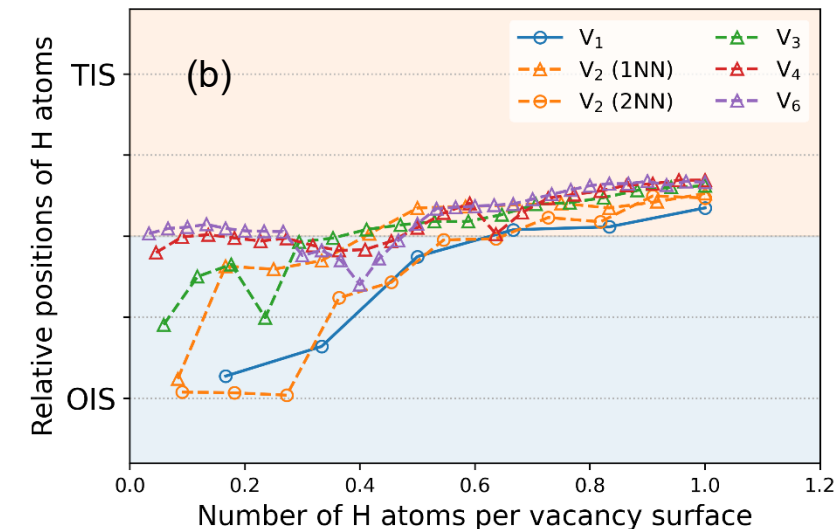 (b)
V1
V2 (1NN)
V2 (2NN)
V3
V4
V6
Relative positions of H atoms
TIS
OIS
0.0 0.2 0.4 0.6 0.8 1.0 1.2
Number of H atoms per vacancy surface